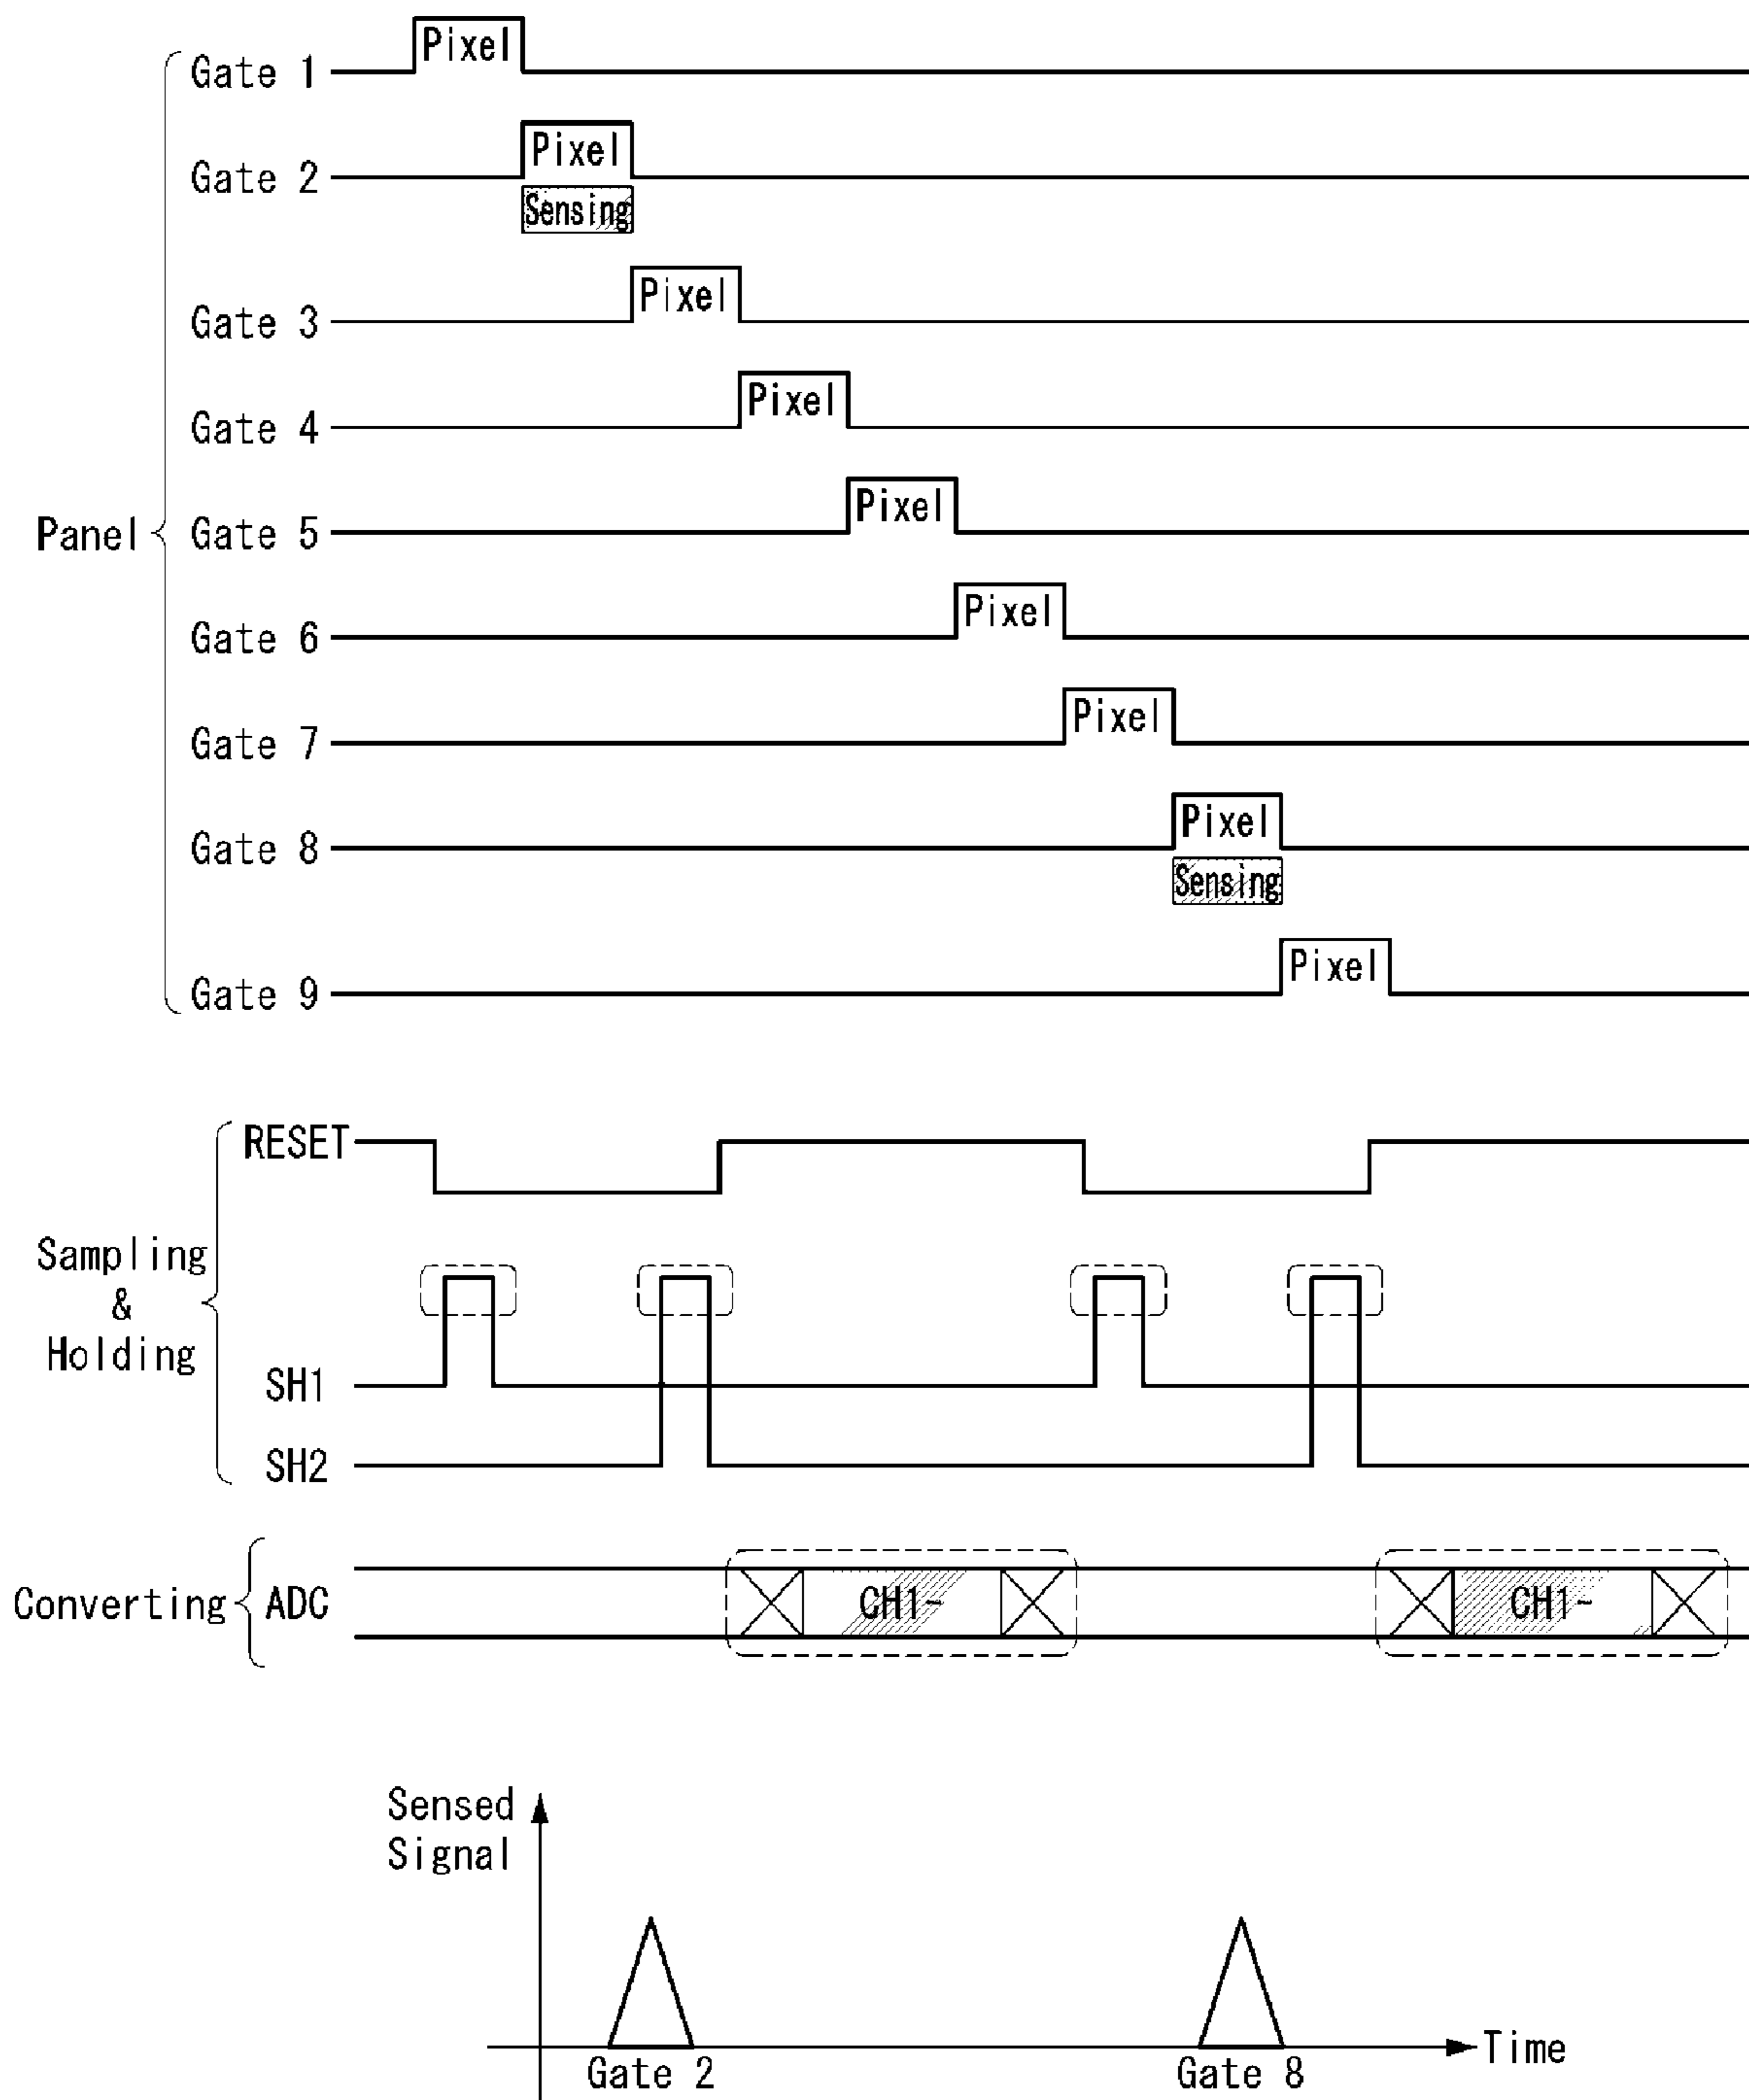 Pixel
Gate 1
Pixel
Gate 2
Sensing
Pixel
Gate 3
Pixel
Gate 4
Pixel
Panel
Gate 5
Pixel
Gate 6
Pixel
Gate 7
Pixel
Gate 8
Sensing
Pixel
Gate 9
RESET
Sampling
&
Holding
SH1
SH2
Converting
ADC
CH1~
CH1~
Sensed
Signal
Time
Gate 2
Gate 8